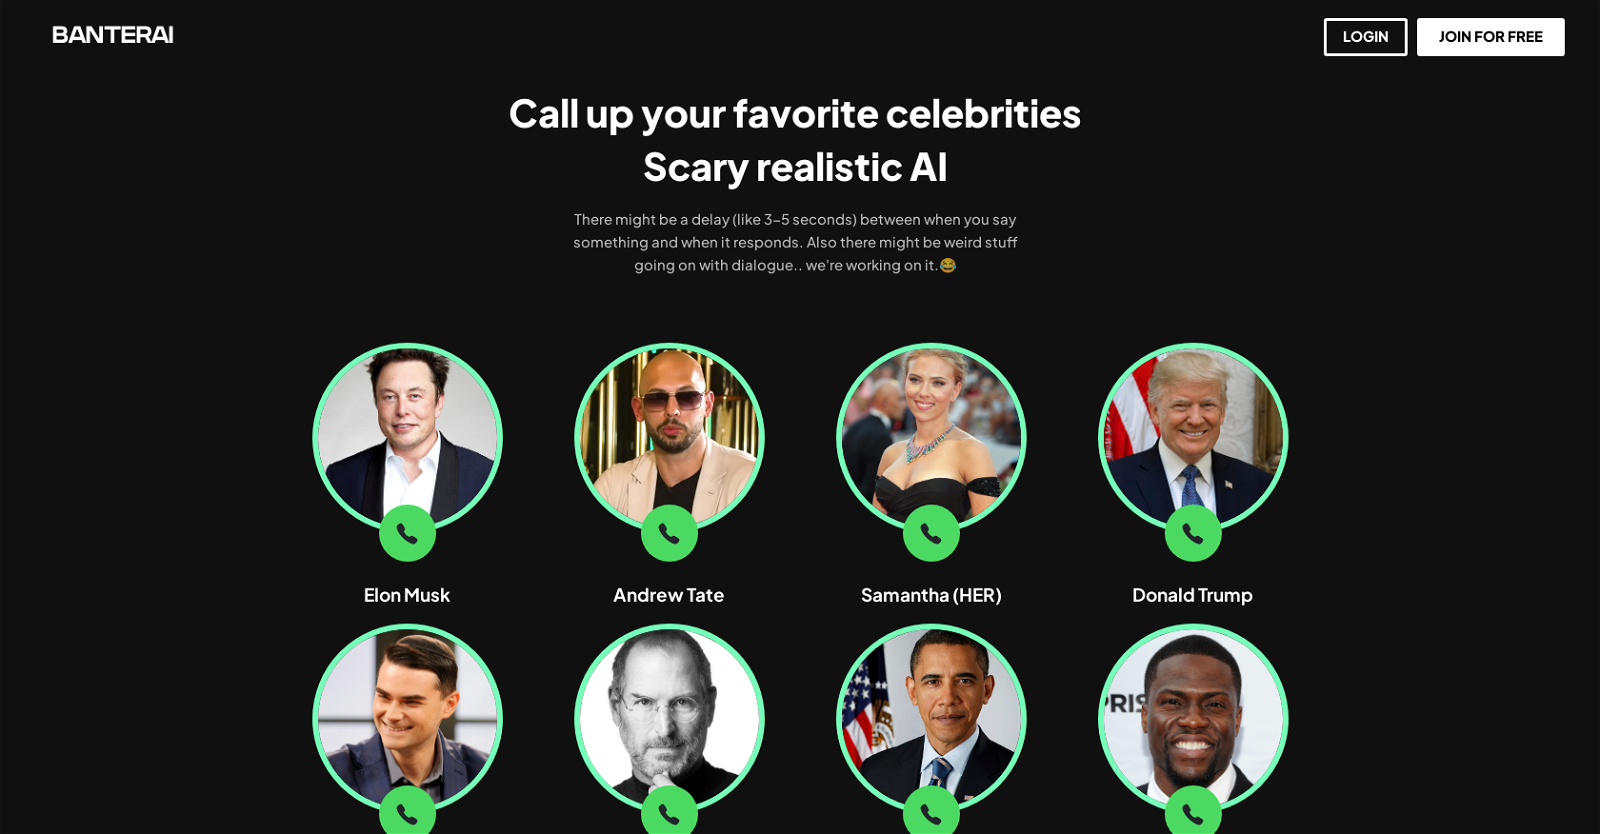 BANTERAI
LOGIN
JOIN FOR FREE
Call up your favorite celebrities
Scary realistic AI
There might be a delay (like 3-5 seconds) between when you say
something and when it responds. Also there might be weird stuff
going on with dialogue.. we're working on it.😂
Elon Musk
Andrew Tate
Samantha (HER)
Donald Trump
PRIS